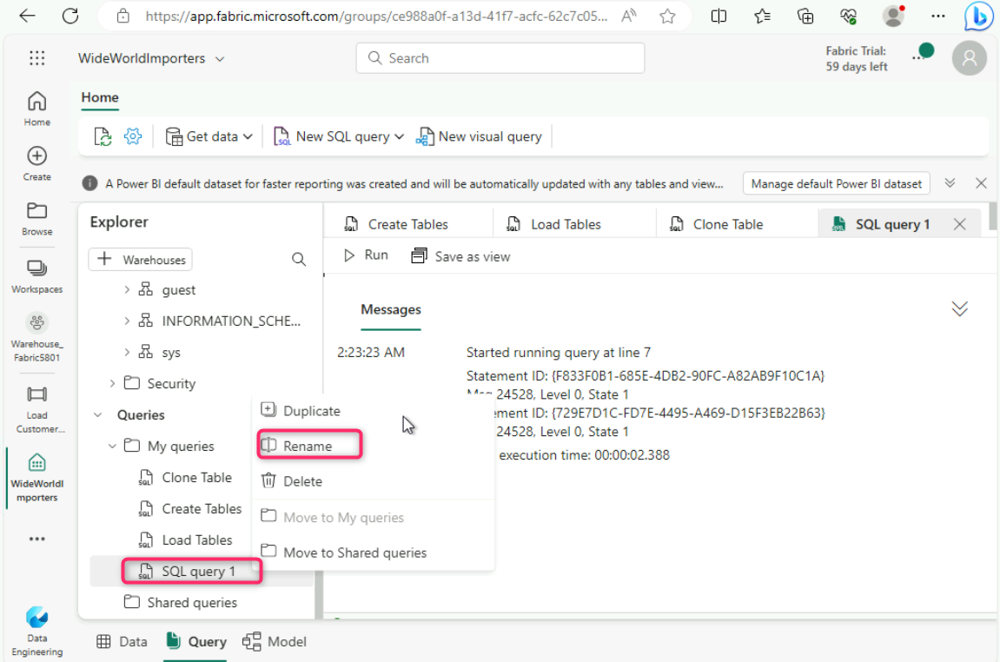 https://app.fabric.microsoft.com/groups/ce988a0f-a13d-41f7-acfc-62c7c05...
WideWorldImporters
Search
Fabric Trial:
59 days left
Home
Home
Get data
New SQL query
New visual query
Create
A Power BI default dataset for faster reporting was created and will be automatically updated with any tables and view...
Manage default Power BI dataset
Browse
Workspaces
Warehouse_
Fabric5801
Load
Customer...
WideWorldI
mporters
Data
Engineering
Explorer
Warehouses
guest
INFORMATION_SCHE...
sys
Security
Queries
My queries
Clone Table
Create Tables
Load Tables
SQL query 1
Shared queries
Duplicate
Rename
Delete
Move to My queries
Move to Shared queries
Create Tables
Load Tables
Clone Table
SQL query 1
Run
Save as view
Messages
2:23:23 AM
Started running query at line 7
Statement ID: {F833F0B1-685E-4DB2-90FC-A82AB9F10C1A}
24528, Level 0, State 1
ement ID: {729E7D1C-FD7E-4495-A469-D15F3EB22B63}
24528, Level 0, State 1
execution time: 00:00:02.388
Data
Query
Model